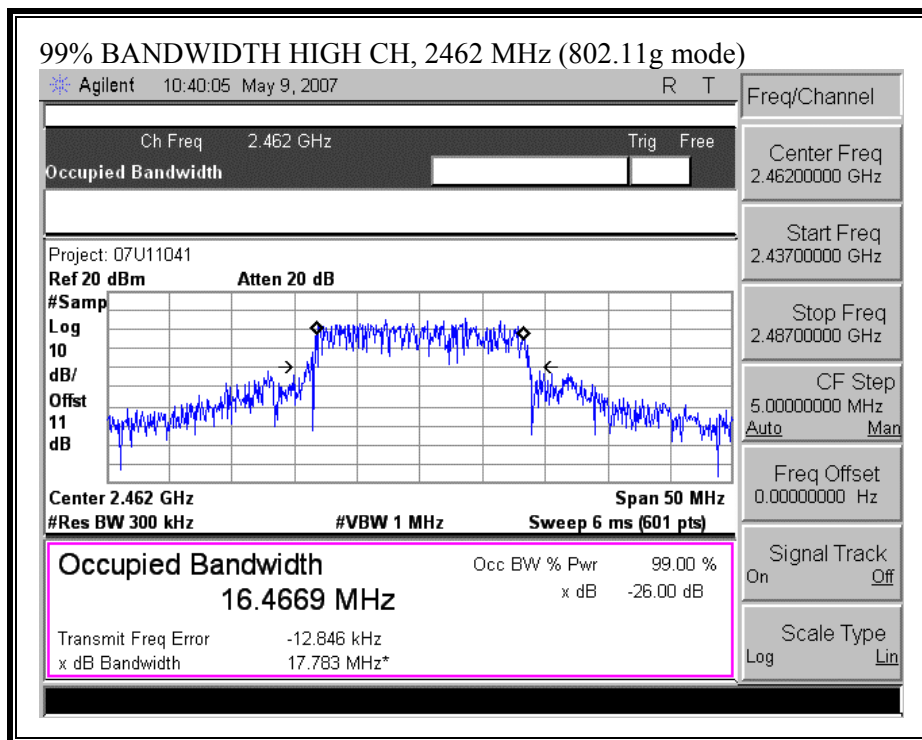 99% BANDWIDTH HIGH CH, 2462 MHz (802.11g mode)
Agilent 10:40:05 May 9, 2007 R T
Ch Freq 2.462 GHz Trig Free
Occupied Bandwidth
Project: 07U11041
Ref 20 dBm Atten 20 dB
#Samp
Log
10
dB/
Offst
11
dB
Center 2.462 GHz Span 50 MHz
#Res BW 300 kHz #VBW 1 MHz Sweep 6 ms (601 pts)
Occupied Bandwidth Occ BW % Pwr 99.00 %
16.4669 MHz x dB -26.00 dB
Transmit Freq Error -12.846 kHz
x dB Bandwidth 17.783 MHz*
Freq/Channel
Center Freq
2.46200000 GHz
Start Freq
2.43700000 GHz
Stop Freq
2.48700000 GHz
CF Step
5.00000000 MHz
Auto Man
Freq Offset
0.00000000 Hz
Signal Track
On Off
Scale Type
Log Lin